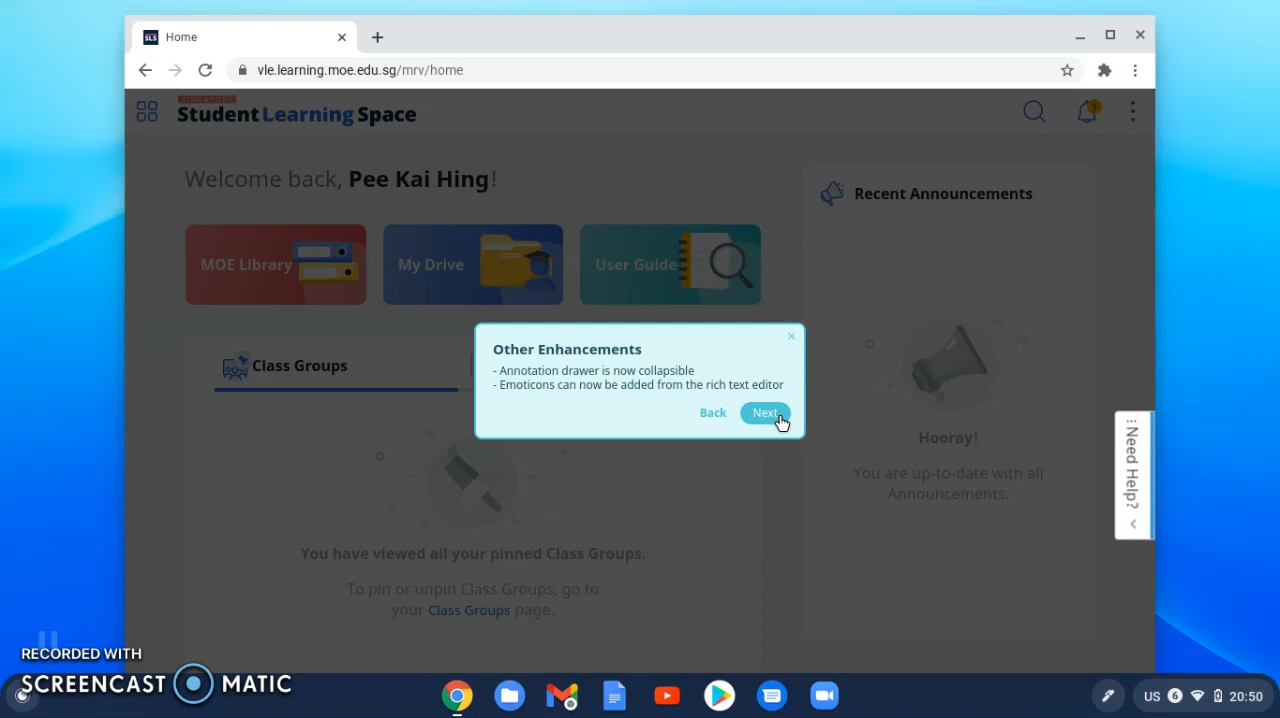 SLS Home
vle.learning.moe.edu.sg/mrv/home
SINGAPORE
Student Learning Space
1
Welcome back, Pee Kai Hing!
Recent Announcements
MOE Library
My Drive
User Guide
Other Enhancements
- Annotation drawer is now collapsible
- Emoticons can now be added from the rich text editor
Back
Next
Class Groups
Hooray!
You are up-to-date with all
Announcements.
Need Help?
You have viewed all your pinned Class Groups.
To pin or unpin Class Groups, go to
your Class Groups page.
RECORDED WITH
SCREENCAST MATIC
US 6 20:50